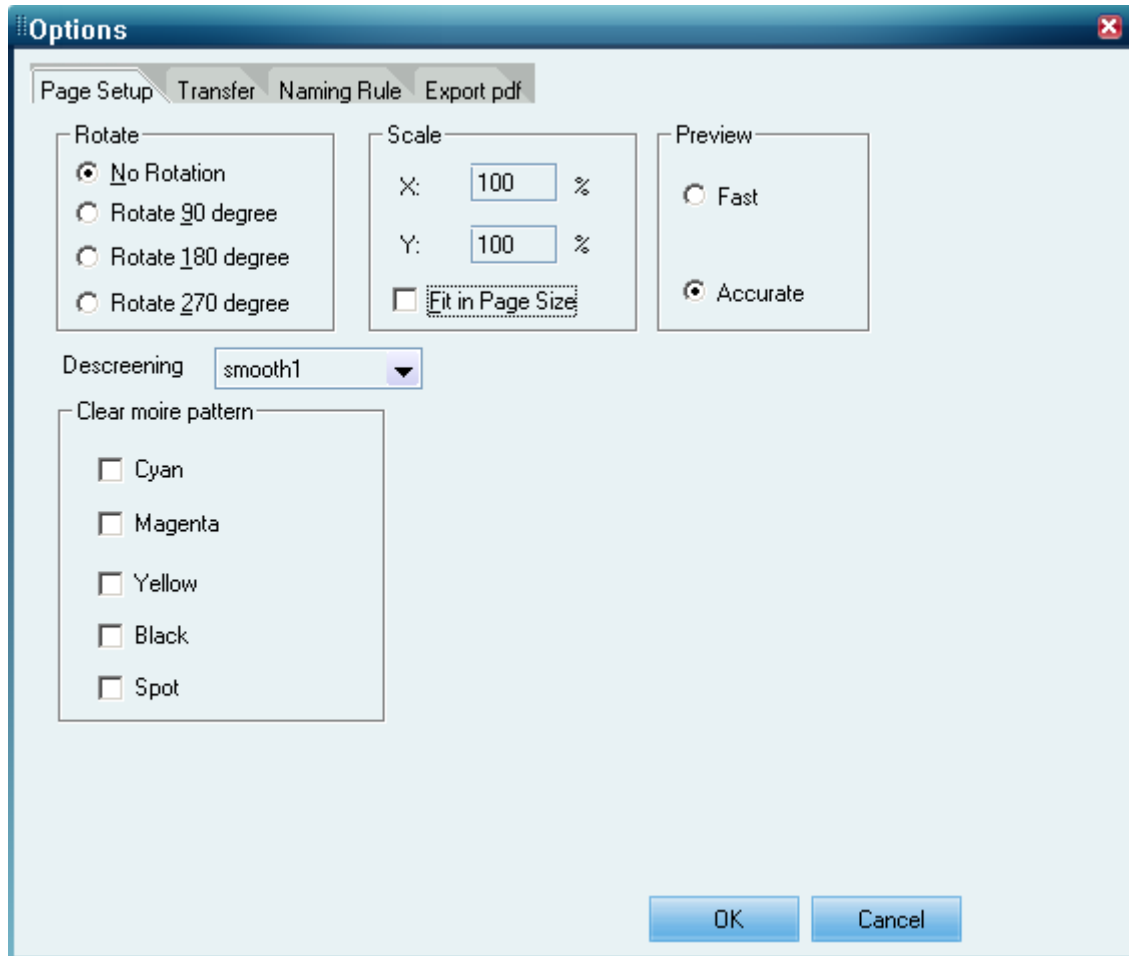 Options
Page Setup Transfer Naming Rule Export pdf
Rotate
No Rotation
Rotate 90 degree
Rotate 180 degree
Rotate 270 degree
Scale
X: 100 %
Y: 100 %
Fit in Page Size
Preview
Fast
Accurate
Descreening smooth1
Clear moire pattern
Cyan
Magenta
Yellow
Black
Spot
OK Cancel